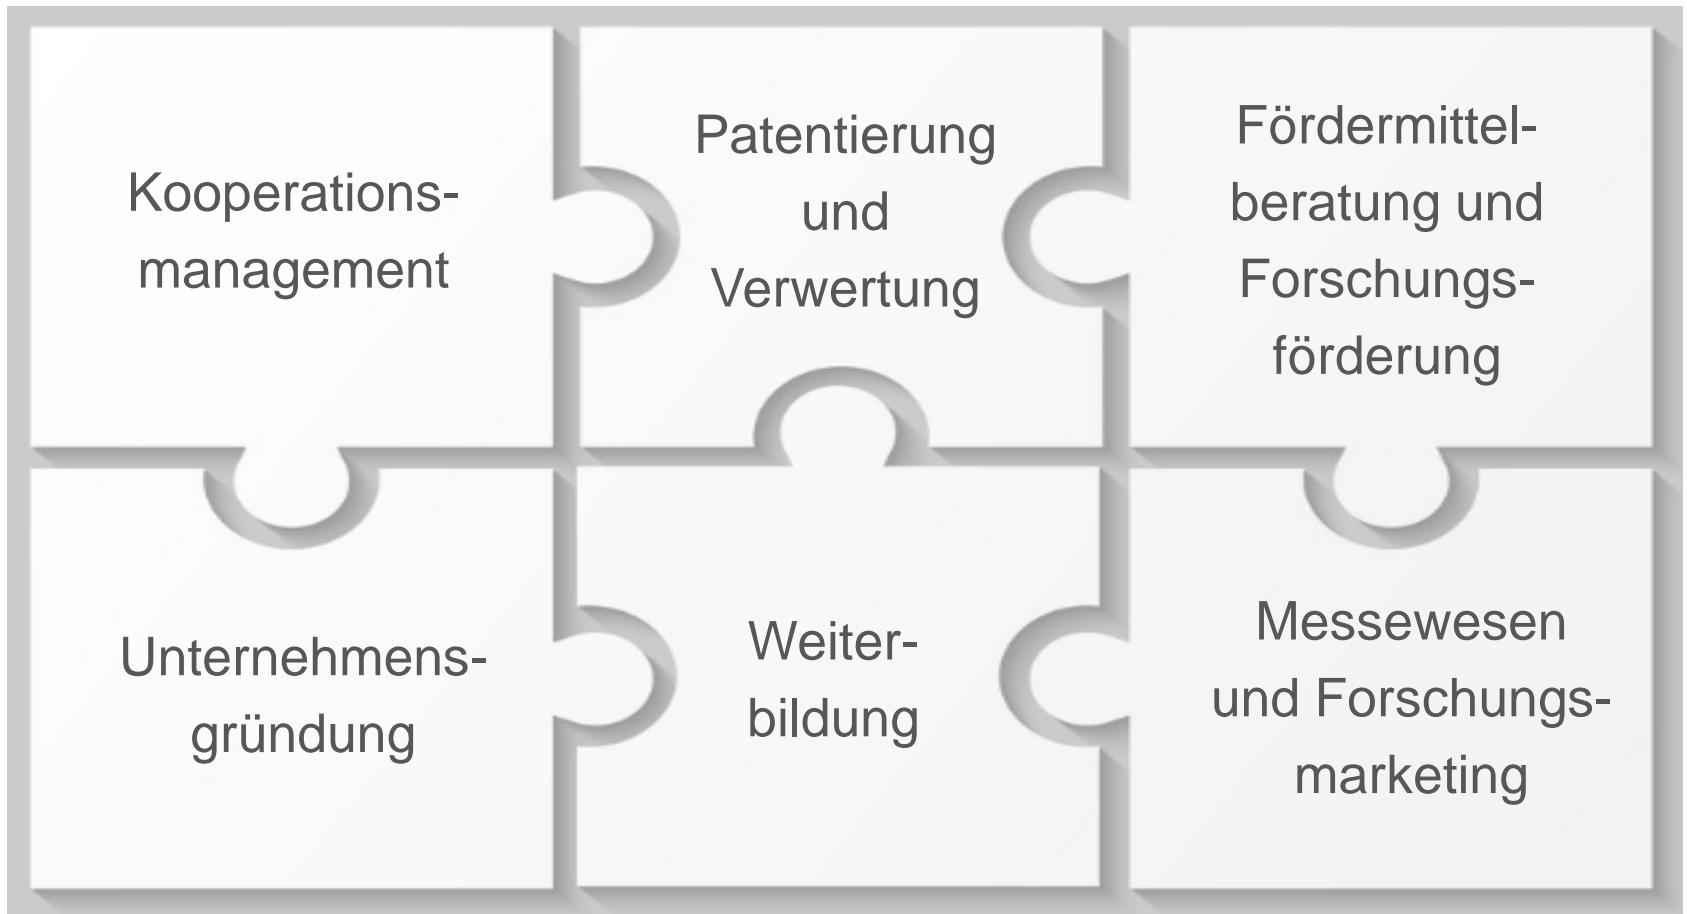 Kooperations-
management
Patentierung
und
Verwertung
Fördermittel-
beratung und
Forschungs-
förderung
Unternehmens-
gründung
Weiter-
bildung
Messewesen
und Forschungs-
marketing